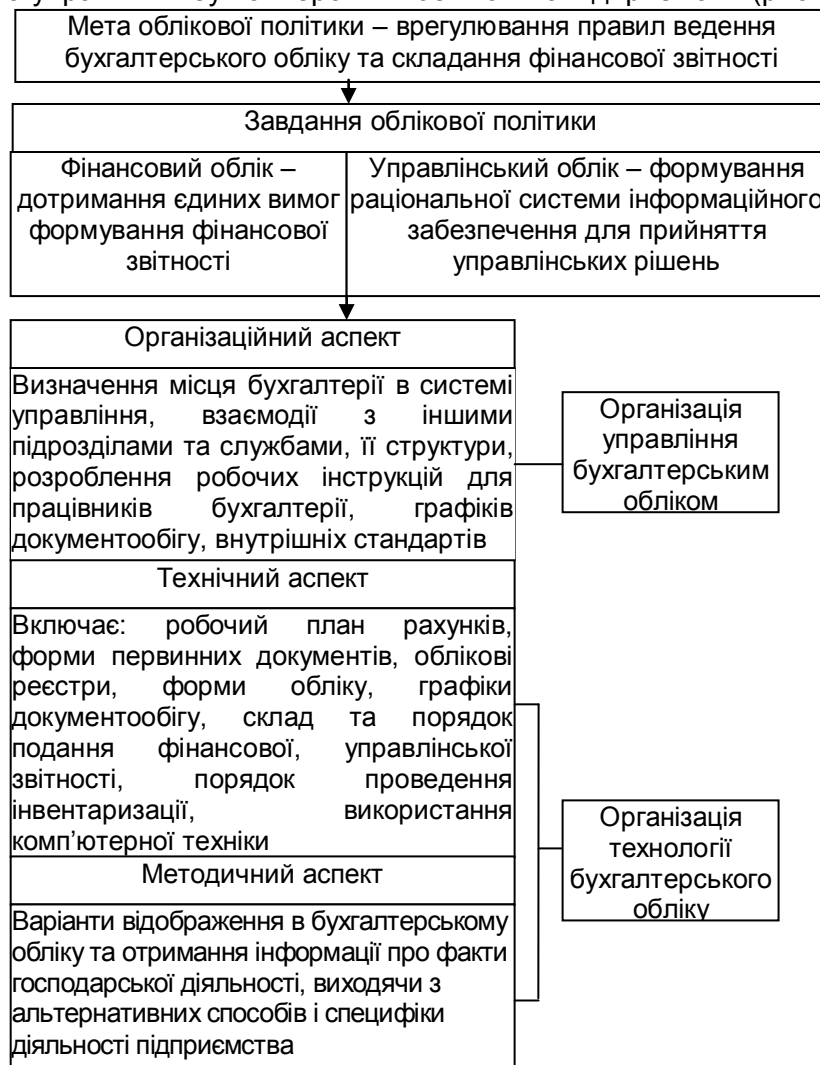 Мета облікової політики – врегулювання правил ведення
бухгалтерського обліку та складання фінансової звітності
Завдання облікової політики
Фінансовий облік –
дотримання єдиних вимог
формування фінансової
звітності
Управлінський облік – формування
раціональної системи інформаційного
забезпечення для прийняття
управлінських рішень
Організаційний аспект
Визначення місця бухгалтерії в системі
управління, взаємодії з іншими
підрозділами та службами, її структури,
розроблення робочих інструкцій для
працівників бухгалтерії, графіків
документообігу, внутрішніх стандартів
Організація
управління
бухгалтерським
обліком
Технічний аспект
Включає: робочий план рахунків,
форми первинних документів, облікові
реєстри, форми обліку, графіки
документообігу, склад та порядок
подання фінансової, управлінської
звітності, порядок проведення
інвентаризації, використання
комп’ютерної техніки
Організація
технології
бухгалтерського
обліку
Методичний аспект
Варіанти відображення в бухгалтерському
обліку та отримання інформації про факти
господарської діяльності, виходячи з
альтернативних способів і специфіки
діяльності підприємства